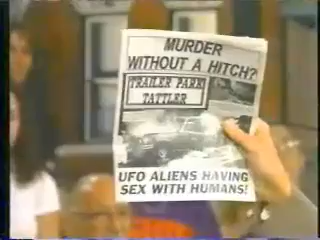 MURDER
WITHOUT A HITCH?
TRAILER PARK
TATTLER
UFO ALIENS HAVING
SEX WITH HUMANS!